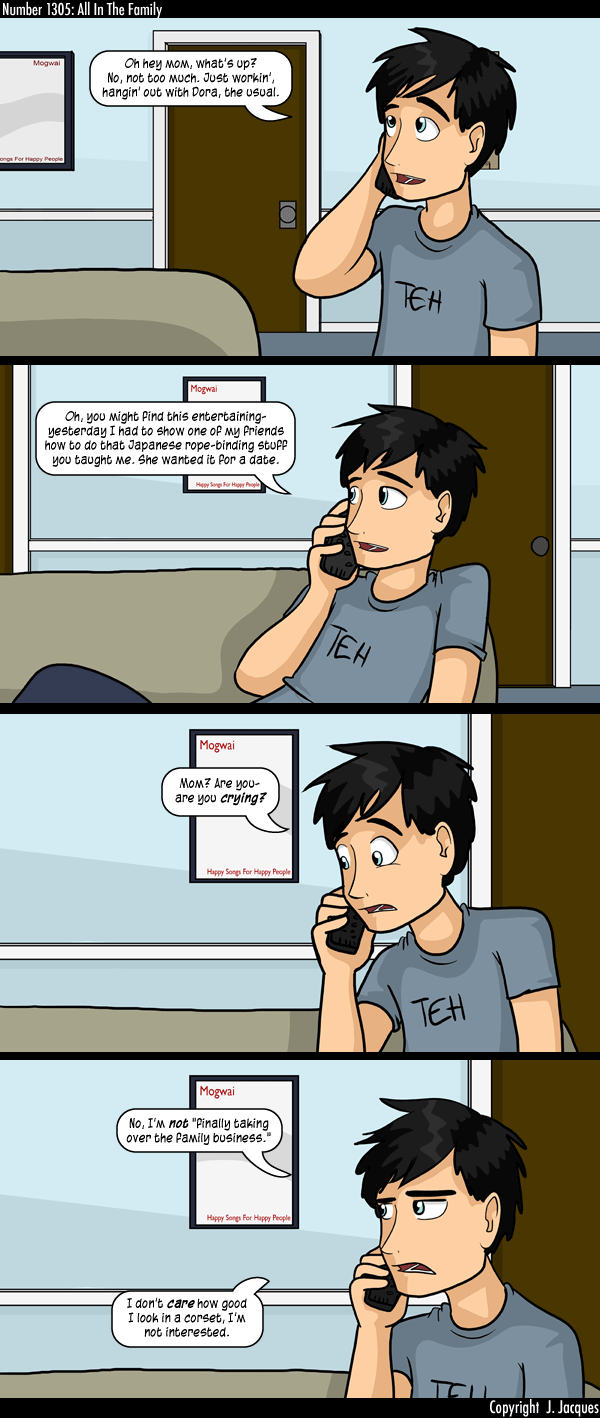 Number 1305: All In The Family
Mogwai
Oh hey Mom, what's up?
No, not too much. Just workin',
hangin' out with Dora, the usual.
ongs For Happy People
TEH
Mogwai
Oh, you might find this entertaining-
yesterday I had to show one of my friends
how to do that Japanese rope-binding stuff
you taught me. She wanted it for a date.
Happy Songs For Happy People
TEH
Mogwai
Mom? Are you-
are you crying?
Happy Songs For Happy People
TEH
Mogwai
No, I'm not "finally taking
over the family business."
Happy Songs For Happy People
I don't care how good
I look in a corset, I'm
not interested.
TEH
Copyright J. Jacques